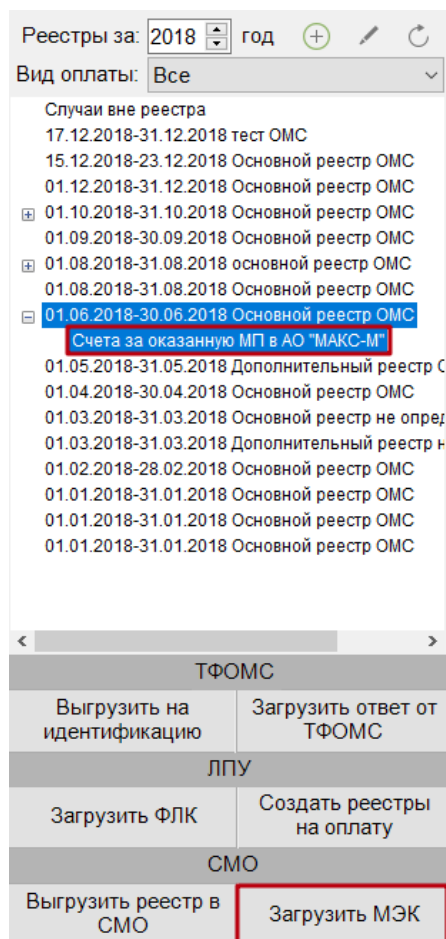 Реестры за: 2018 год
Вид оплаты: Все
Случаи вне реестра
17.12.2018-31.12.2018 тест ОМС
15.12.2018-23.12.2018 Основной реестр ОМС
01.12.2018-31.12.2018 Основной реестр ОМС
01.10.2018-31.10.2018 Основной реестр ОМС
01.09.2018-30.09.2018 Основной реестр ОМС
01.08.2018-31.08.2018 основной реестр ОМС
01.08.2018-31.08.2018 Основной реестр ОМС
01.06.2018-30.06.2018 Основной реестр ОМС
Счета за оказанную МП в АО "МАКС-М"
01.05.2018-31.05.2018 Дополнительный реестр О
01.04.2018-30.04.2018 Основной реестр ОМС
01.03.2018-31.03.2018 Основной реестр не опред
01.03.2018-31.03.2018 Дополнительный реестр н
01.02.2018-28.02.2018 Основной реестр ОМС
01.01.2018-31.01.2018 Основной реестр ОМС
01.01.2018-31.01.2018 Основной реестр ОМС
01.01.2018-31.01.2018 Основной реестр ОМС
ТФОМС
Выгрузить на
идентификацию
Загрузить ответ от
ТФОМС
ЛПУ
Загрузить ФЛК
Создать реестры
на оплату
СМО
Выгрузить реестр в
СМО
Загрузить МЭК